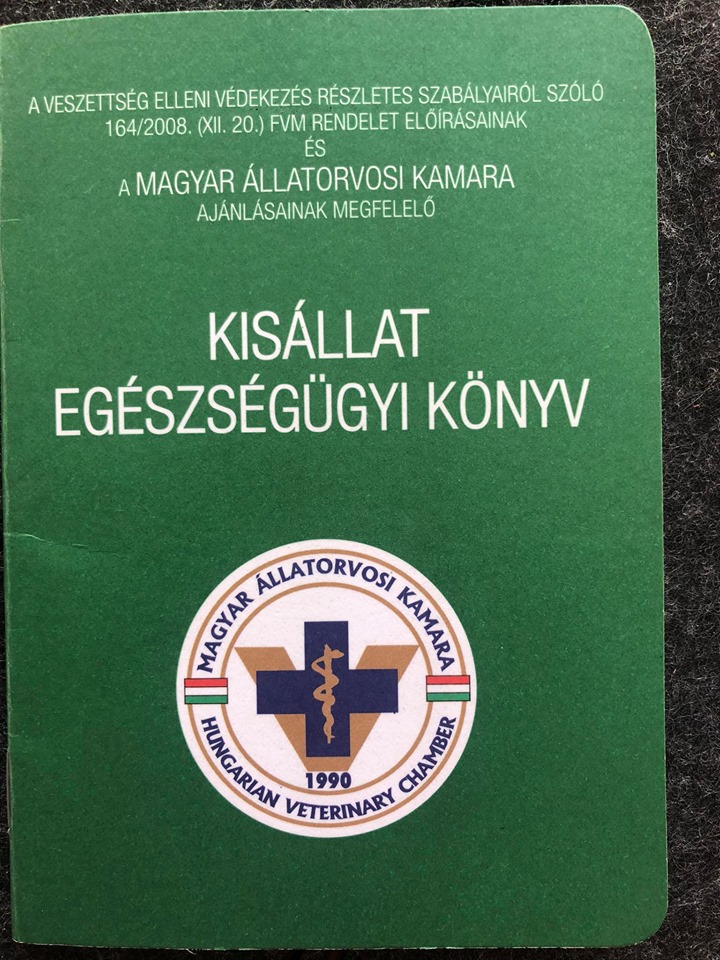 A VESZETTSÉG ELLENI VÉDEKEZÉS RÉSZLETES SZABÁLYAIRÓL SZÓLÓ
164/2008. (XII. 20.) FVM RENDELET ELŐÍRÁSAINAK
ÉS
A MAGYAR ÁLLATORVOSI KAMARA
AJÁNLÁSAINAK MEGFELELŐ
KISÁLLAT
EGÉSZSÉGÜGYI KÖNYV
MAGYAR ÁLLATORVOSI KAMARA
1990
HUNGARIAN VETERINARY CHAMBER